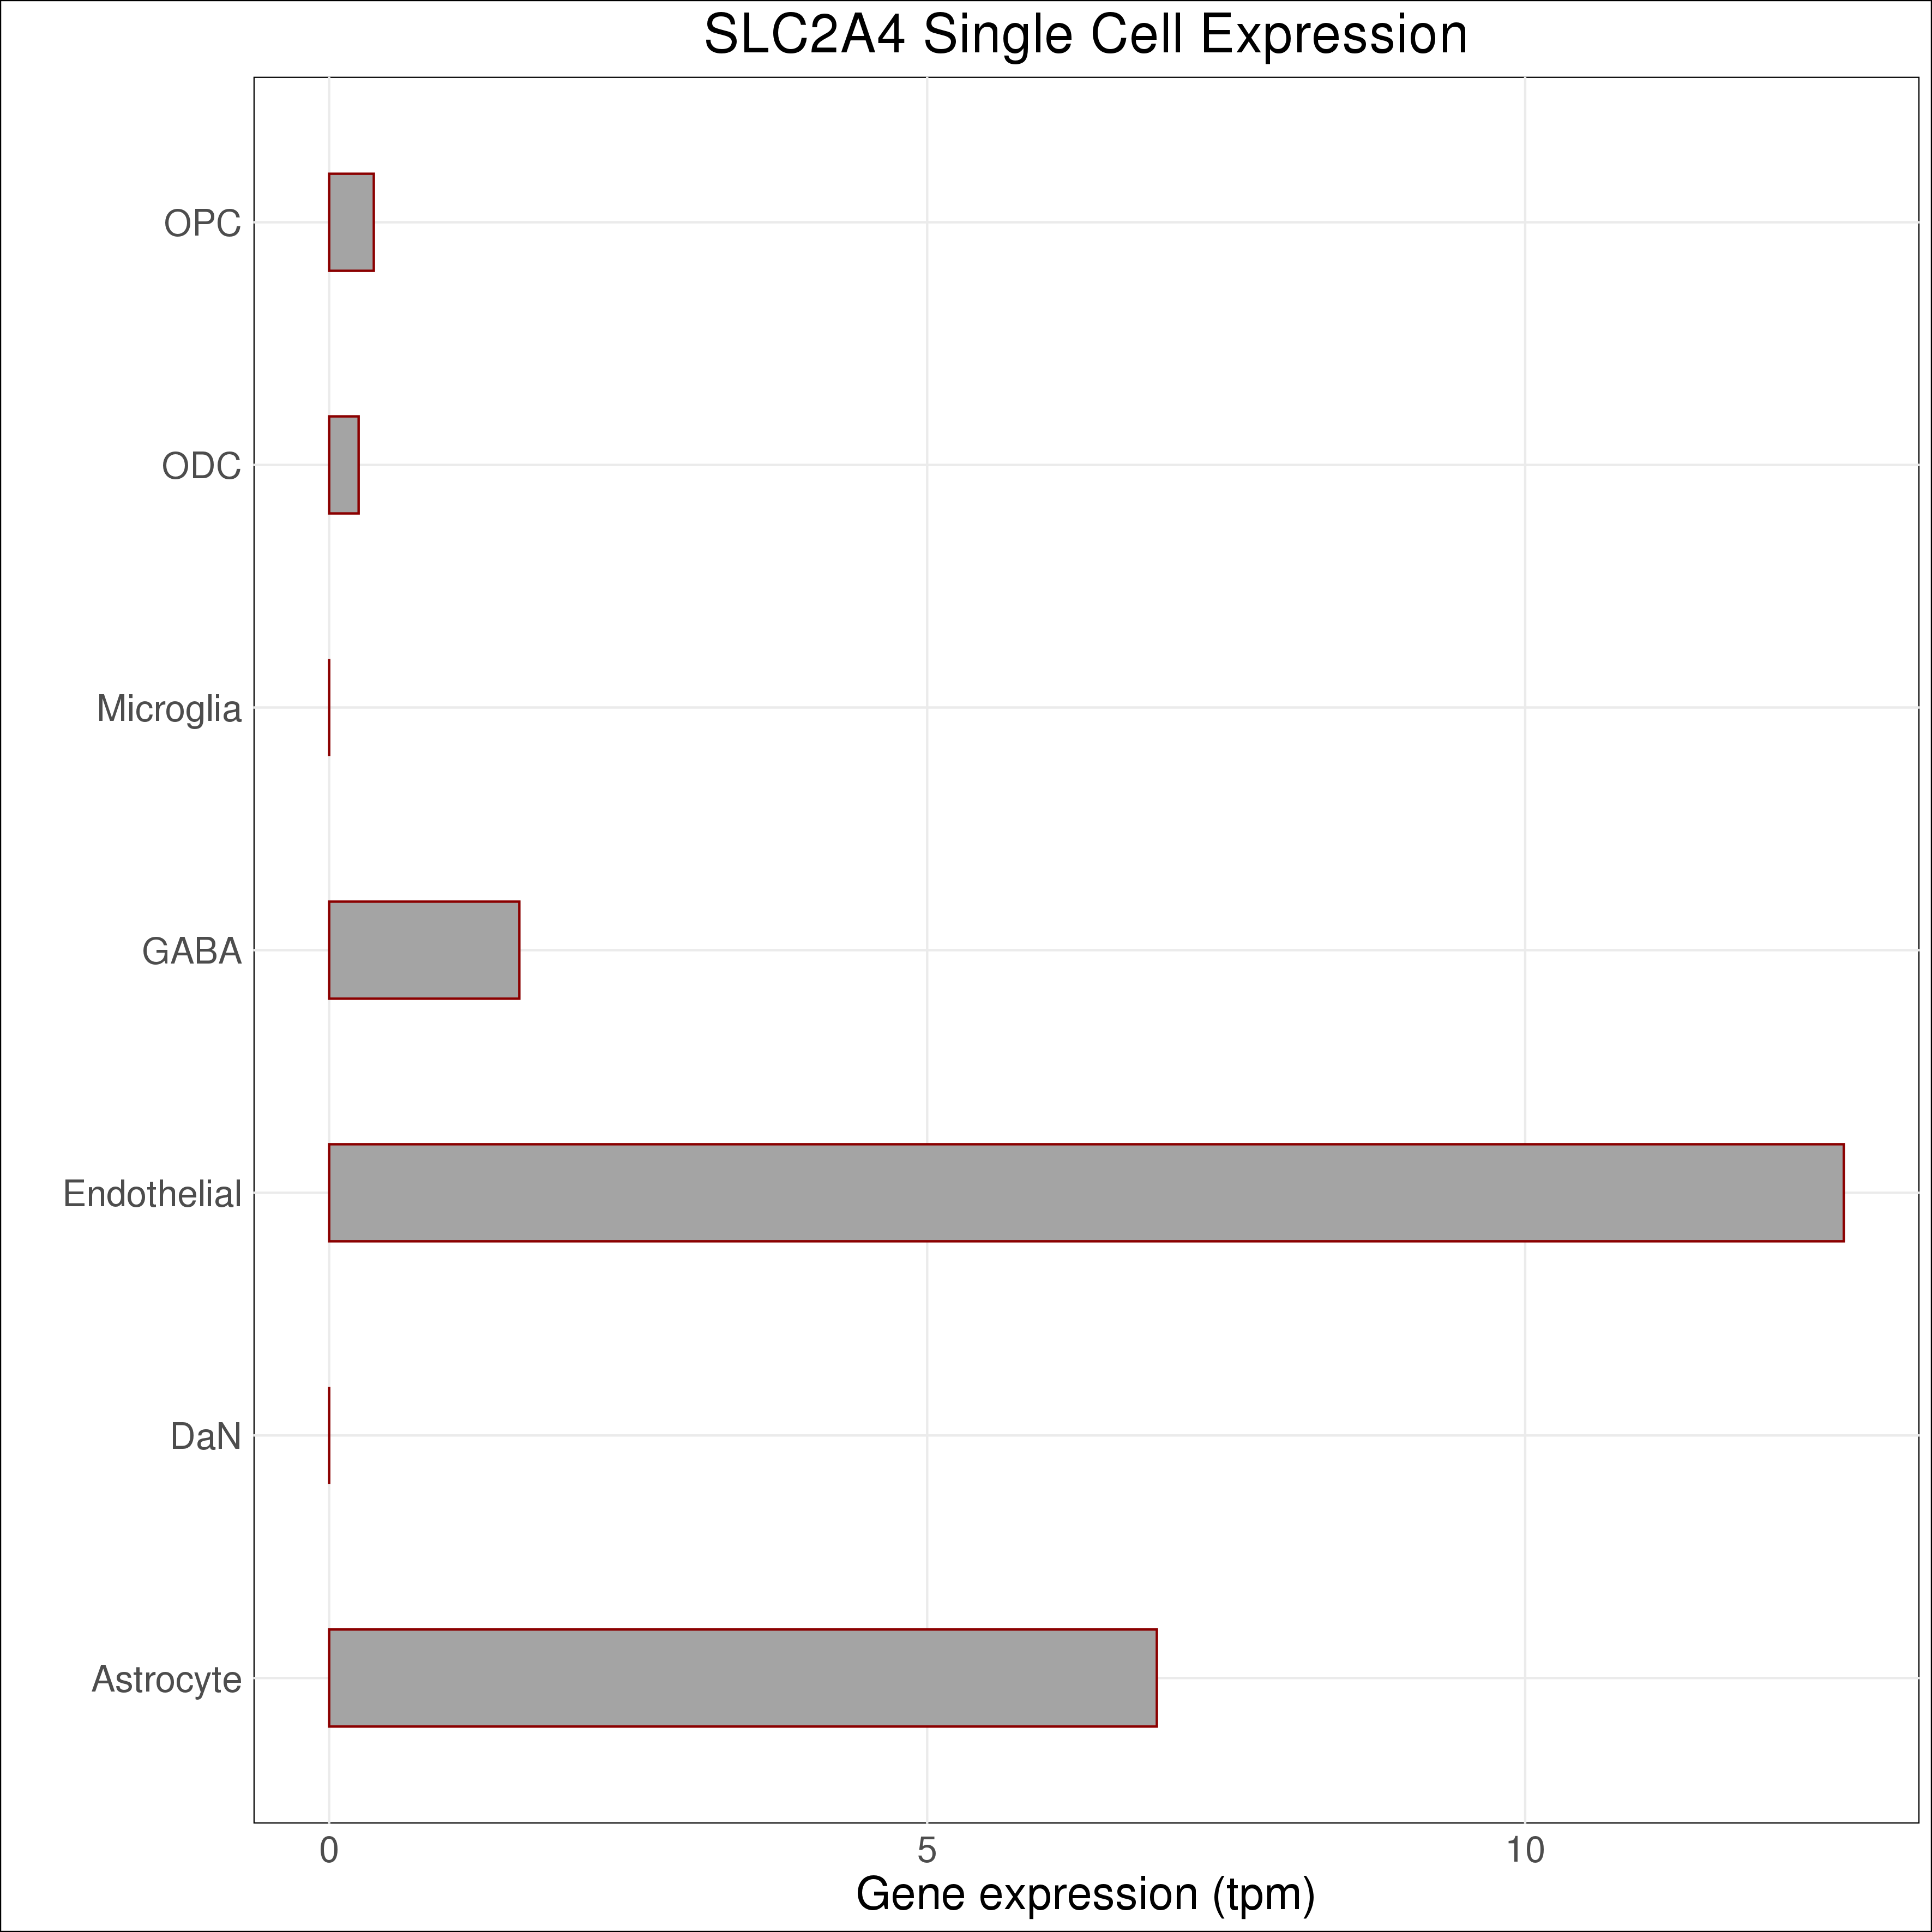 SLC2A4 Single Cell Expression
OPC
ODC
Microglia
GABA
Endothelial
DaN
Astrocyte
0 5 10
Gene expression (tpm)